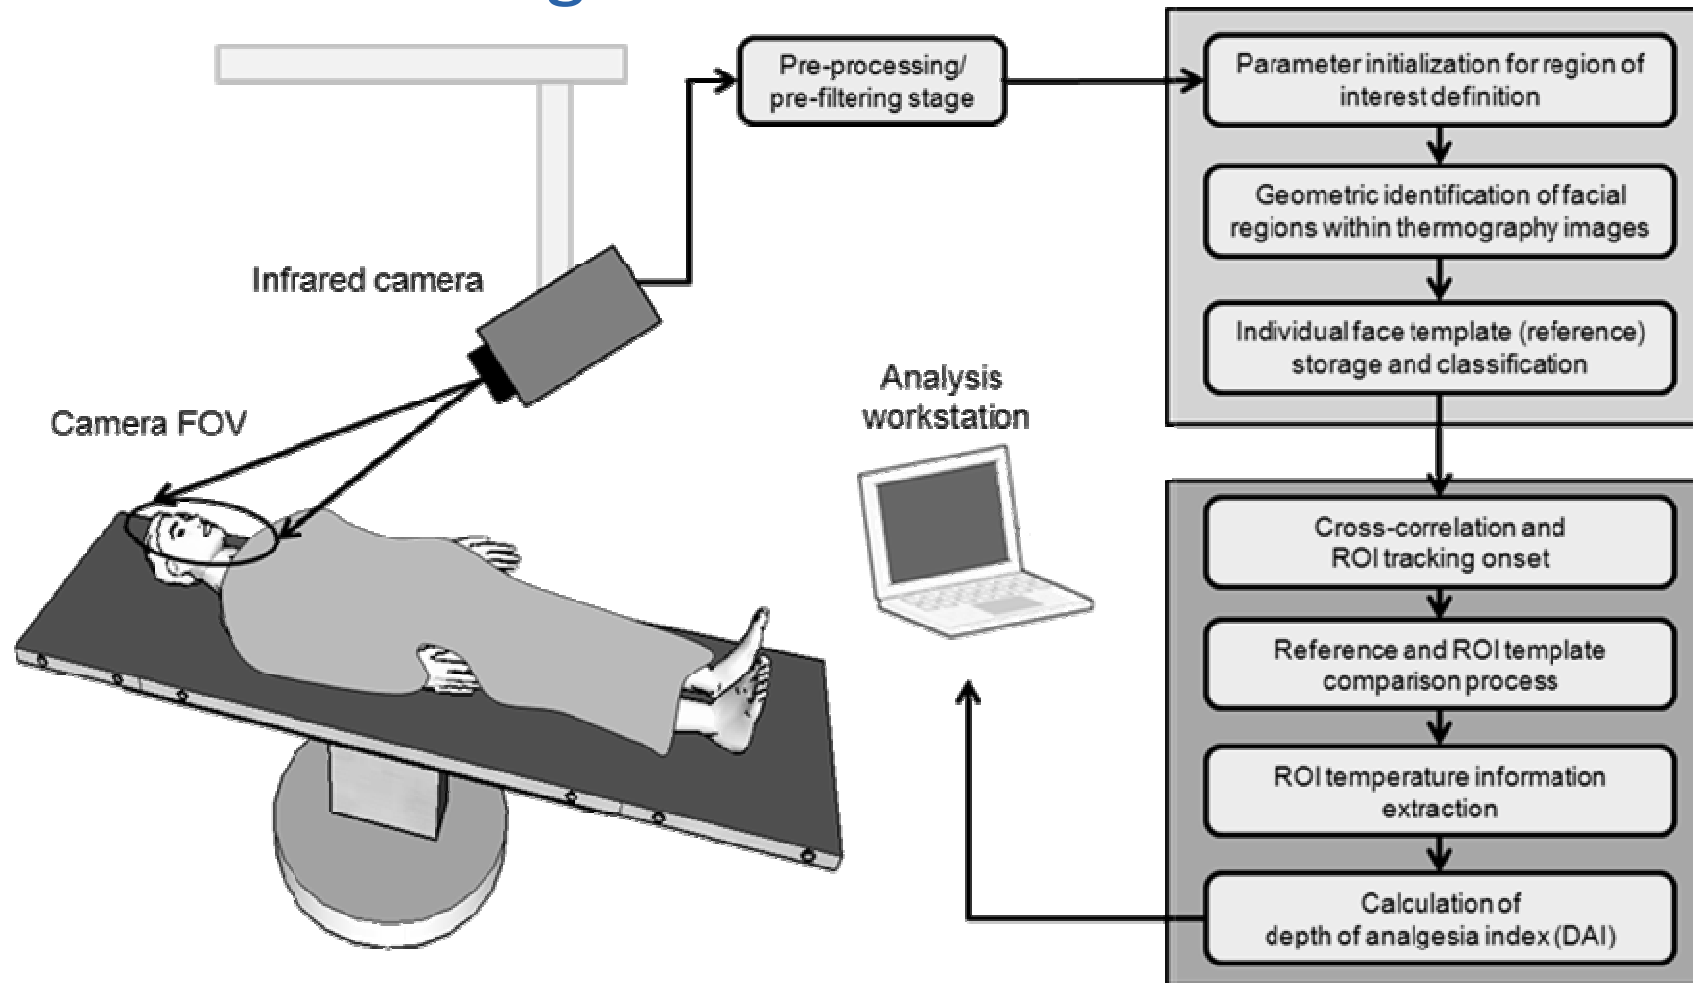 Pre-processing/
pre-filtering stage
Parameter initialization for region of
interest definition
Geometric identification of facial
regions within thermography images
Individual face template (reference)
storage and classification
Infrared camera
Camera FOV
Analysis
workstation
Cross-correlation and
ROI tracking onset
Reference and ROI template
comparison process
ROI temperature information
extraction
Calculation of
depth of analgesia index (DAI)